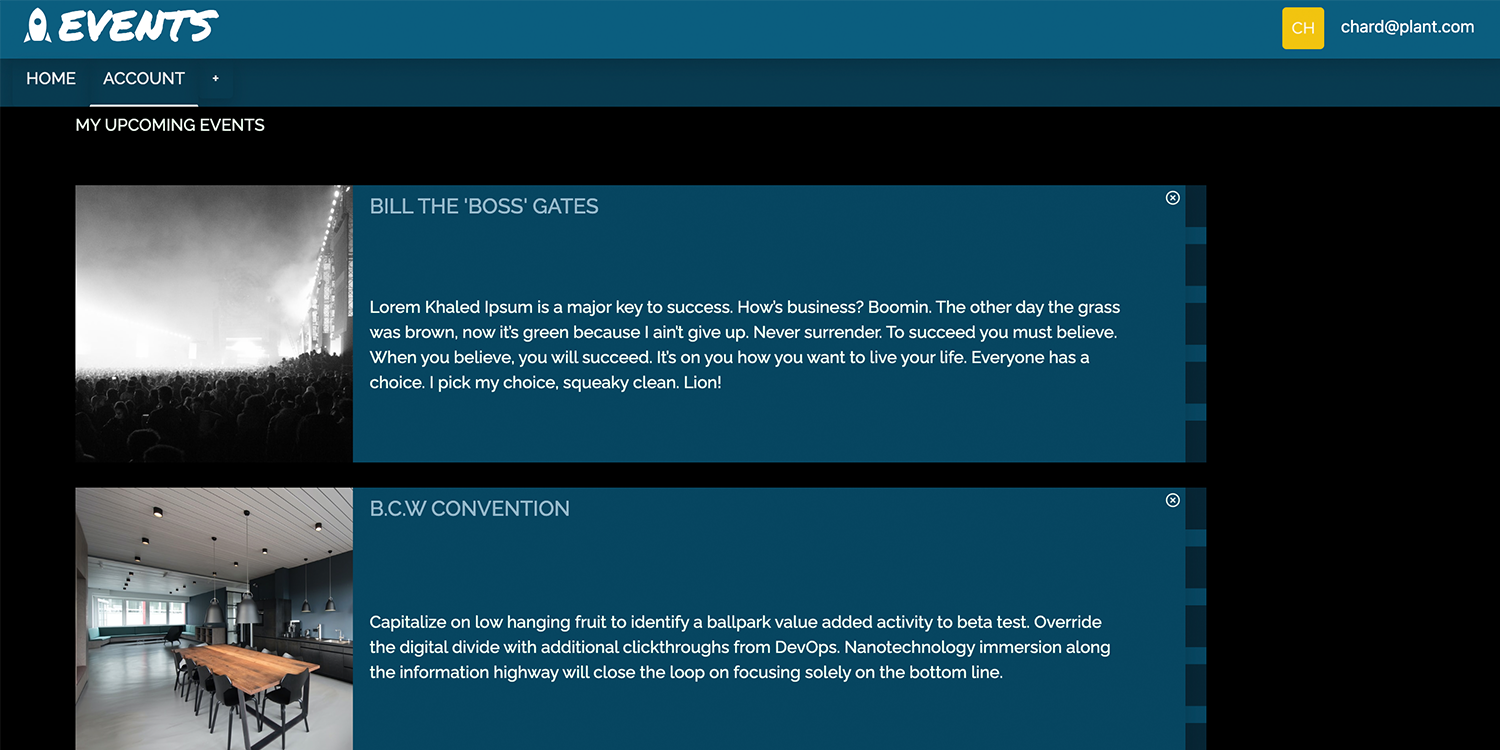 EVENTS
CH
chard@plant.com
HOME
ACCOUNT
+
MY UPCOMING EVENTS
BILL THE 'BOSS' GATES
Lorem Khaled Ipsum is a major key to success. How’s business? Boomin. The other day the grass
was brown, now it’s green because I ain’t give up. Never surrender. To succeed you must believe.
When you believe, you will succeed. It’s on you how you want to live your life. Everyone has a
choice. I pick my choice, squeaky clean. Lion!
B.C.W CONVENTION
Capitalize on low hanging fruit to identify a ballpark value added activity to beta test. Override
the digital divide with additional clickthroughs from DevOps. Nanotechnology immersion along
the information highway will close the loop on focusing solely on the bottom line.